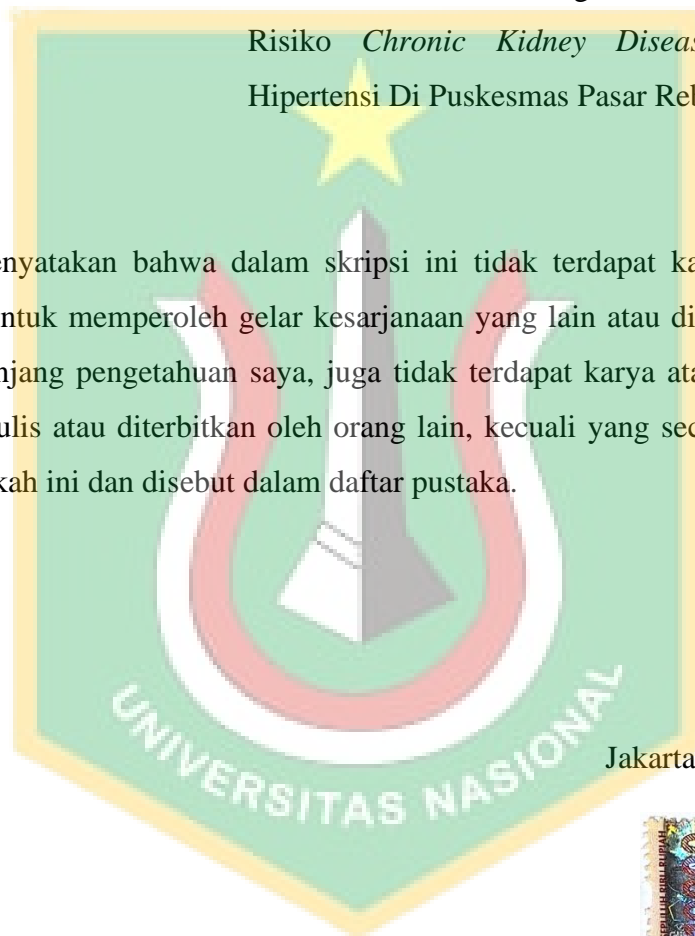 Risiko Chronic Kidney Diseas
Hipertensi Di Puskesmas Pasar Reb
enyatakan bahwa dalam skripsi ini tidak terdapat ka
ntuk memperoleh gelar kesarjanaan yang lain atau di
njang pengetahuan saya, juga tidak terdapat karya ata
ulis atau diterbitkan oleh orang lain, kecuali yang sec
kah ini dan disebut dalam daftar pustaka.
UNIVERSITAS NASIONAL
Jakarta